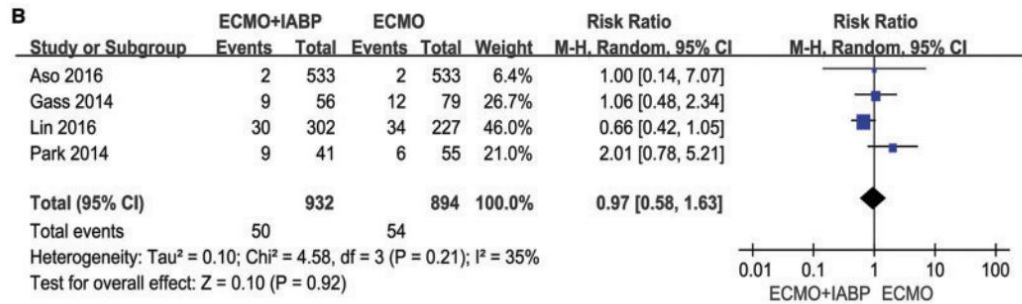 B
ECMO+IABP ECMO Risk Ratio Risk Ratio
Study or Subgroup Events Total Events Total Weight M-H, Random, 95% CI M-H, Random, 95% CI
Aso 2016 2 533 2 533 6.4% 1.00 [0.14, 7.07]
Gass 2014 9 56 12 79 26.7% 1.06 [0.48, 2.34]
Lin 2016 30 302 34 227 46.0% 0.66 [0.42, 1.05]
Park 2014 9 41 6 55 21.0% 2.01 [0.78, 5.21]
Total (95% CI) 932 894 100.0% 0.97 [0.58, 1.63]
Total events 50 54
Heterogeneity: Tau² = 0.10; Chi² = 4.58, df = 3 (P = 0.21); I² = 35%
Test for overall effect: Z = 0.10 (P = 0.92)
0.01 0.1 1 10 100
ECMO+IABP ECMO